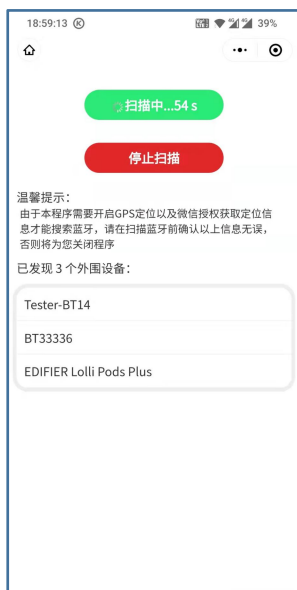 18:59:13 K 39%
扫描中...54 s
停止扫描
温馨提示：
由于本程序需要开启GPS定位以及微信授权获取定位信
息才能搜索蓝牙，请在扫描蓝牙前确认以上信息无误，
否则将为您关闭程序
已发现 3 个外围设备：
Tester-BT14
BT33336
EDIFIER Lolli Pods Plus